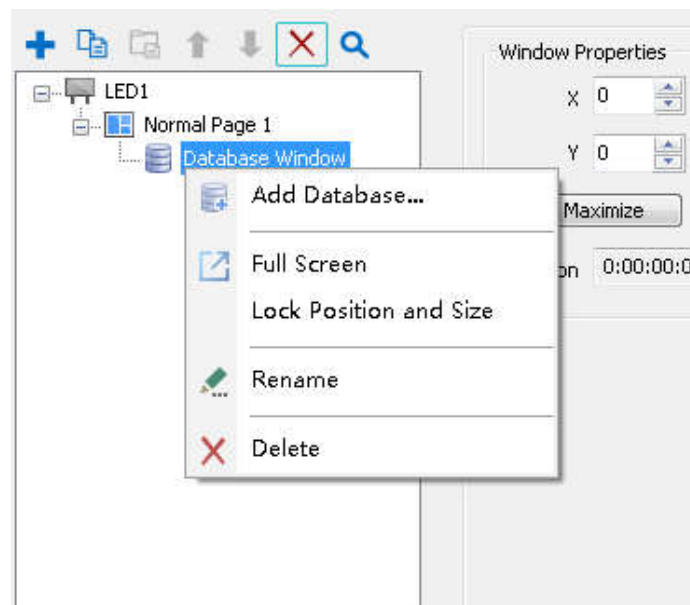 Window Properties
LED1
X 0
Normal Page 1
Database Window
Y 0
Add Database...
Maximize
Full Screen
on 0:00:00:0
Lock Position and Size
Rename
Delete